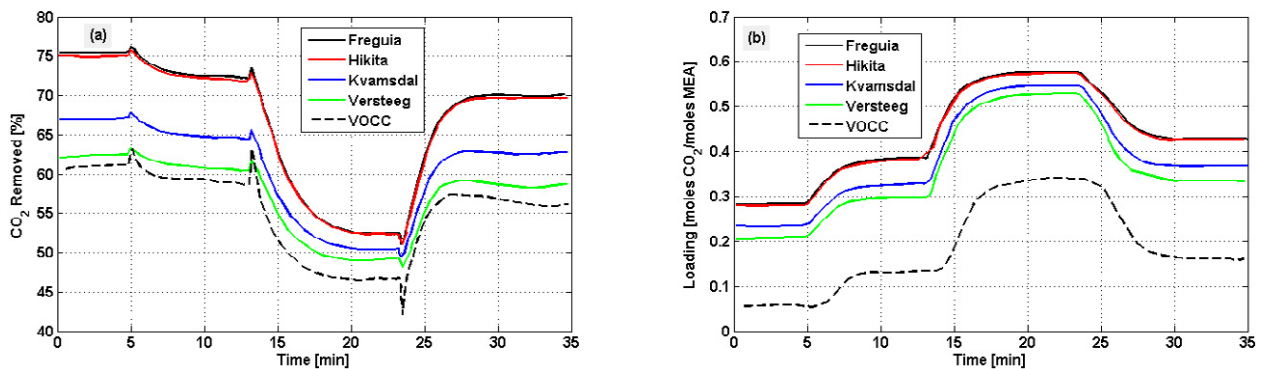 (a)
CO2 Removed [%]
80
75
70
65
60
55
50
45
40
Freguia
Hikita
Kvamsdal
Versteeg
VOCC
0 5 10 15 20 25 30 35
Time [min]
(b)
Loading [moles CO2/moles MEA]
0.7
0.6
0.5
0.4
0.3
0.2
0.1
0
Freguia
Hikita
Kvamsdal
Versteeg
VOCC
0 5 10 15 20 25 30 35
Time [min]